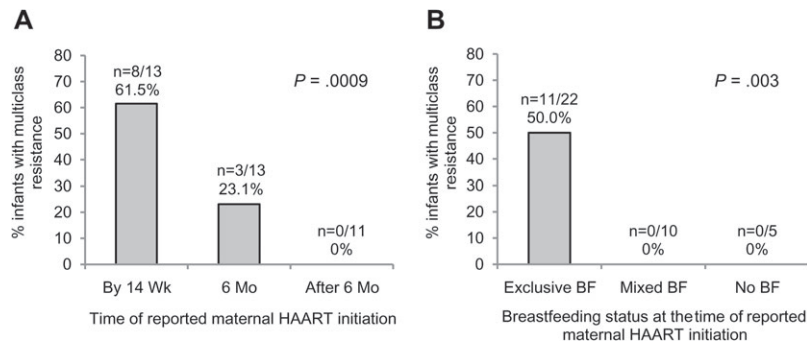 A
% infants with multiclass
resistance
80
70
60
50
40
30
20
10
0
n=8/13
61.5%
n=3/13
23.1%
n=0/11
0%
P = .0009
By 14 Wk
6 Mo
After 6 Mo
Time of reported maternal HAART initiation
B
% infants with multiclass
resistance
80
70
60
50
40
30
20
10
0
n=11/22
50.0%
n=0/10
0%
n=0/5
0%
P = .003
Exclusive BF
Mixed BF
No BF
Breastfeeding status at the time of reported
maternal HAART initiation